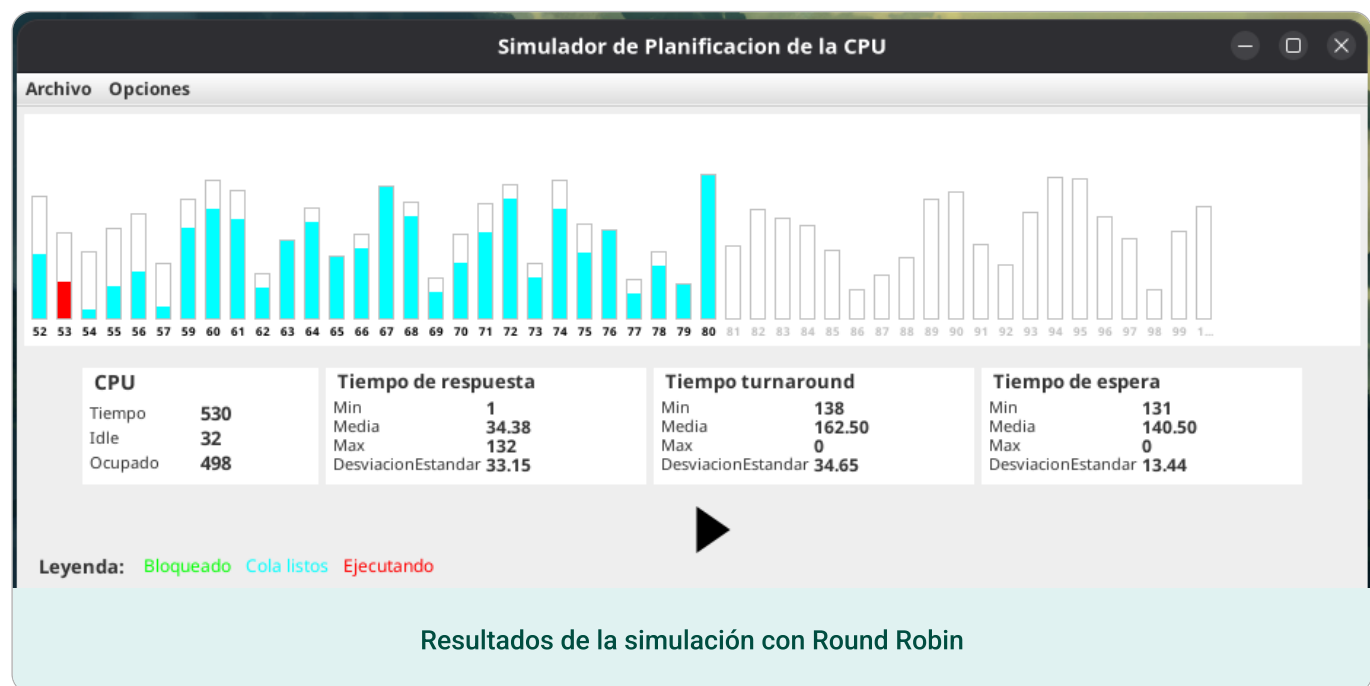 Simulador de Planificacion de la CPU
Archivo Opciones
52 53 54 55 56 57 59 60 61 62 63 64 65 66 67 68 69 70 71 72 73 74 75 76 77 78 79 80 81 82 83 84 85 86 87 88 89 90 91 92 93 94 95 96 97 98 99 1...
CPU
Tiempo 530
Idle 32
Ocupado 498
Tiempo de respuesta
Min 1
Media 34.38
Max 132
DesviacionEstandar 33.15
Tiempo turnaround
Min 138
Media 162.50
Max 0
DesviacionEstandar 34.65
Tiempo de espera
Min 131
Media 140.50
Max 0
DesviacionEstandar 13.44
Leyenda: Bloqueado Cola listos Ejecutando
Resultados de la simulación con Round Robin